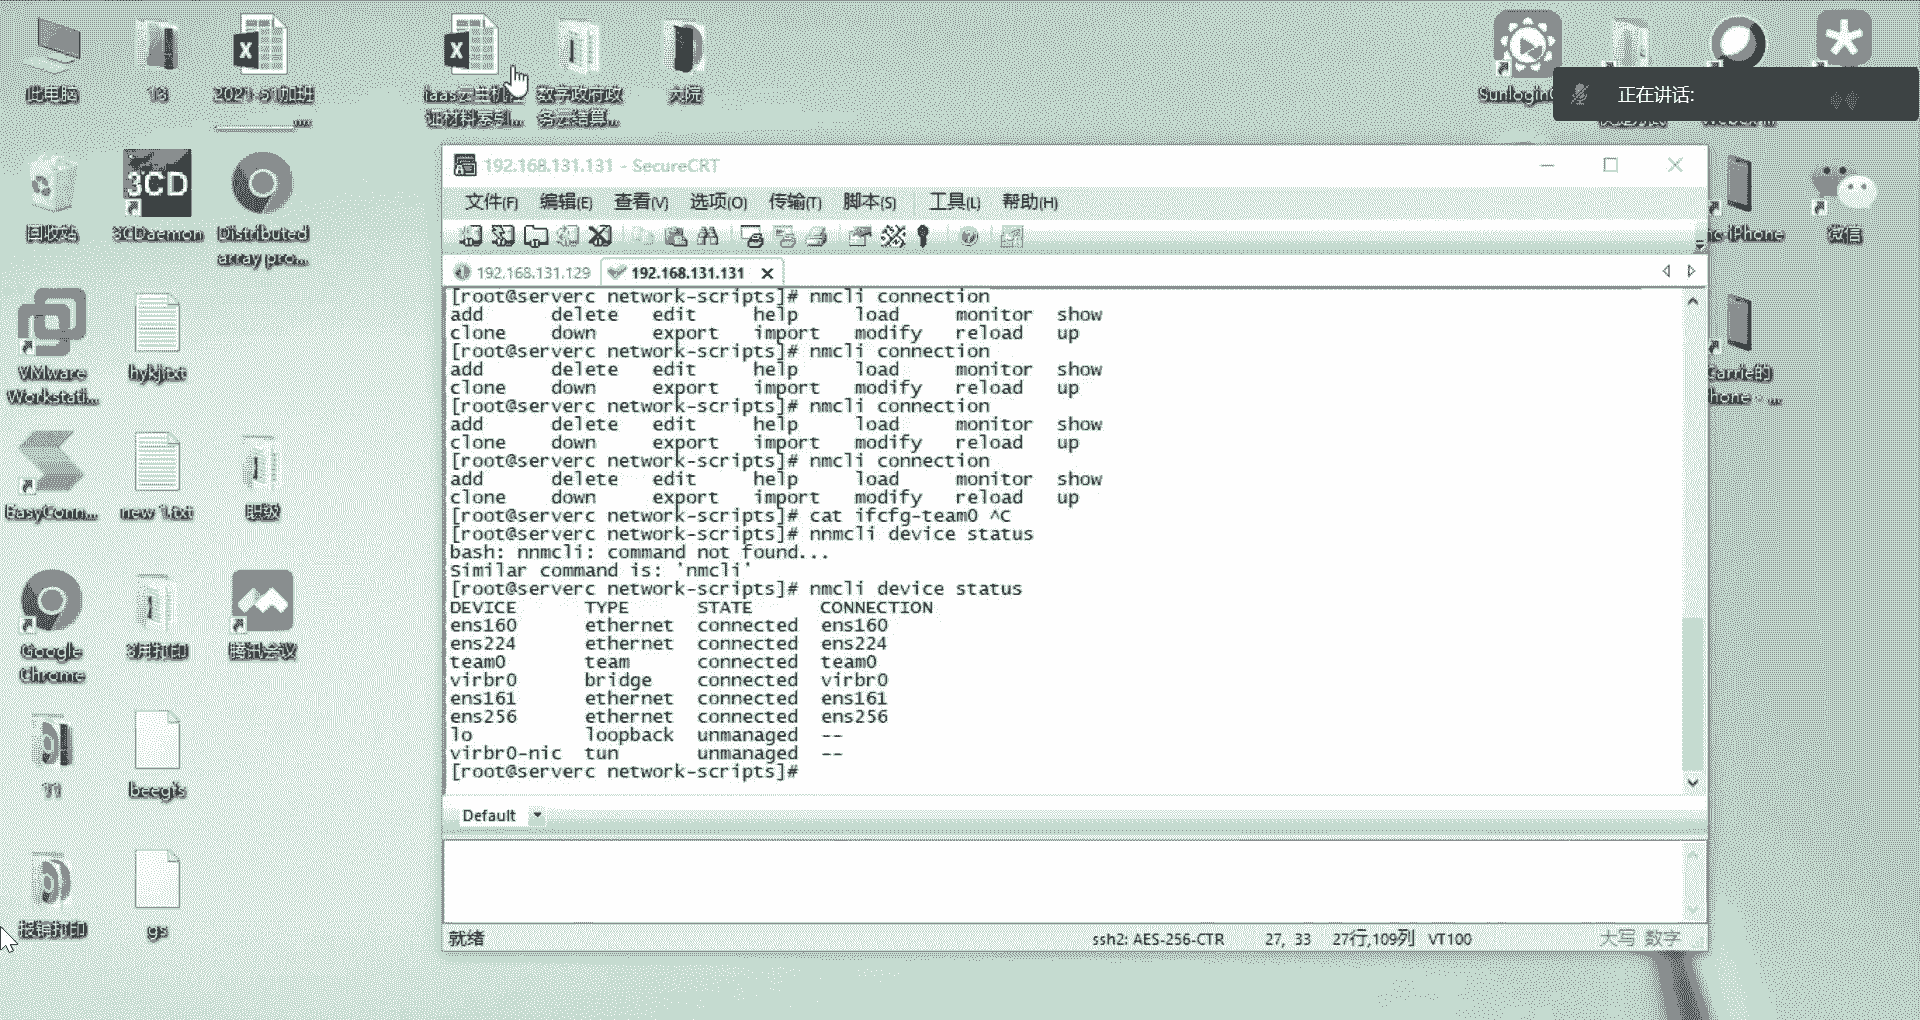 此电脑
13
2021-5加班
...
iaas云主机
证材料索引...
数字政府政
务云结算...
大院
正在讲话:
回收站
3CDaemon
Distributed
array pro...
微信
VMware
Workstati...
hykj.txt
Carrie的
EasyConn...
new 1.txt
Google
Chrome
3月打印
腾讯会议
11
beegfs
报销打印
gs
192.168.131.131 - SecureCRT
文件(F) 编辑(E) 查看(V) 选项(O) 传输(T) 脚本(S) 工具(L) 帮助(H)
192.168.131.129 192.168.131.131
[root@serverc network-scripts]# nmcli connection
add delete edit help load monitor show
clone down export import modify reload up
[root@serverc network-scripts]# nmcli connection
add delete edit help load monitor show
clone down export import modify reload up
[root@serverc network-scripts]# nmcli connection
add delete edit help load monitor show
clone down export import modify reload up
[root@serverc network-scripts]# nmcli connection
add delete edit help load monitor show
clone down export import modify reload up
[root@serverc network-scripts]# cat ifcfg-team0 ^C
[root@serverc network-scripts]# nnmcli device status
bash: nnmcli: command not found...
Similar command is: 'nmcli'
[root@serverc network-scripts]# nmcli device status
DEVICE TYPE STATE CONNECTION
ens160 ethernet connected ens160
ens224 ethernet connected ens224
team0 team connected team0
virbr0 bridge connected virbr0
ens161 ethernet connected ens161
ens256 ethernet connected ens256
lo loopback unmanaged --
virbr0-nic tun unmanaged --
[root@serverc network-scripts]#
Default
就绪 ssh2: AES-256-CTR 27, 33 27行,109列 VT100 大写 数字